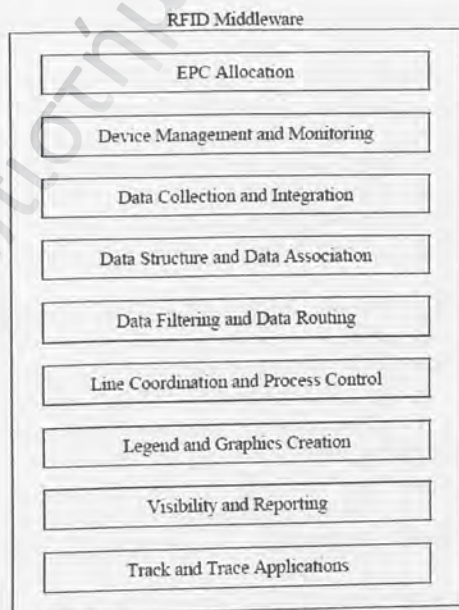 RFID Middleware
EPC Allocation
Device Management and Monitoring
Data Collection and Integration
Data Structure and Data Association
Data Filtering and Data Routing
Line Coordination and Process Control
Legend and Graphics Creation
Visibility and Reporting
Track and Trace Applications